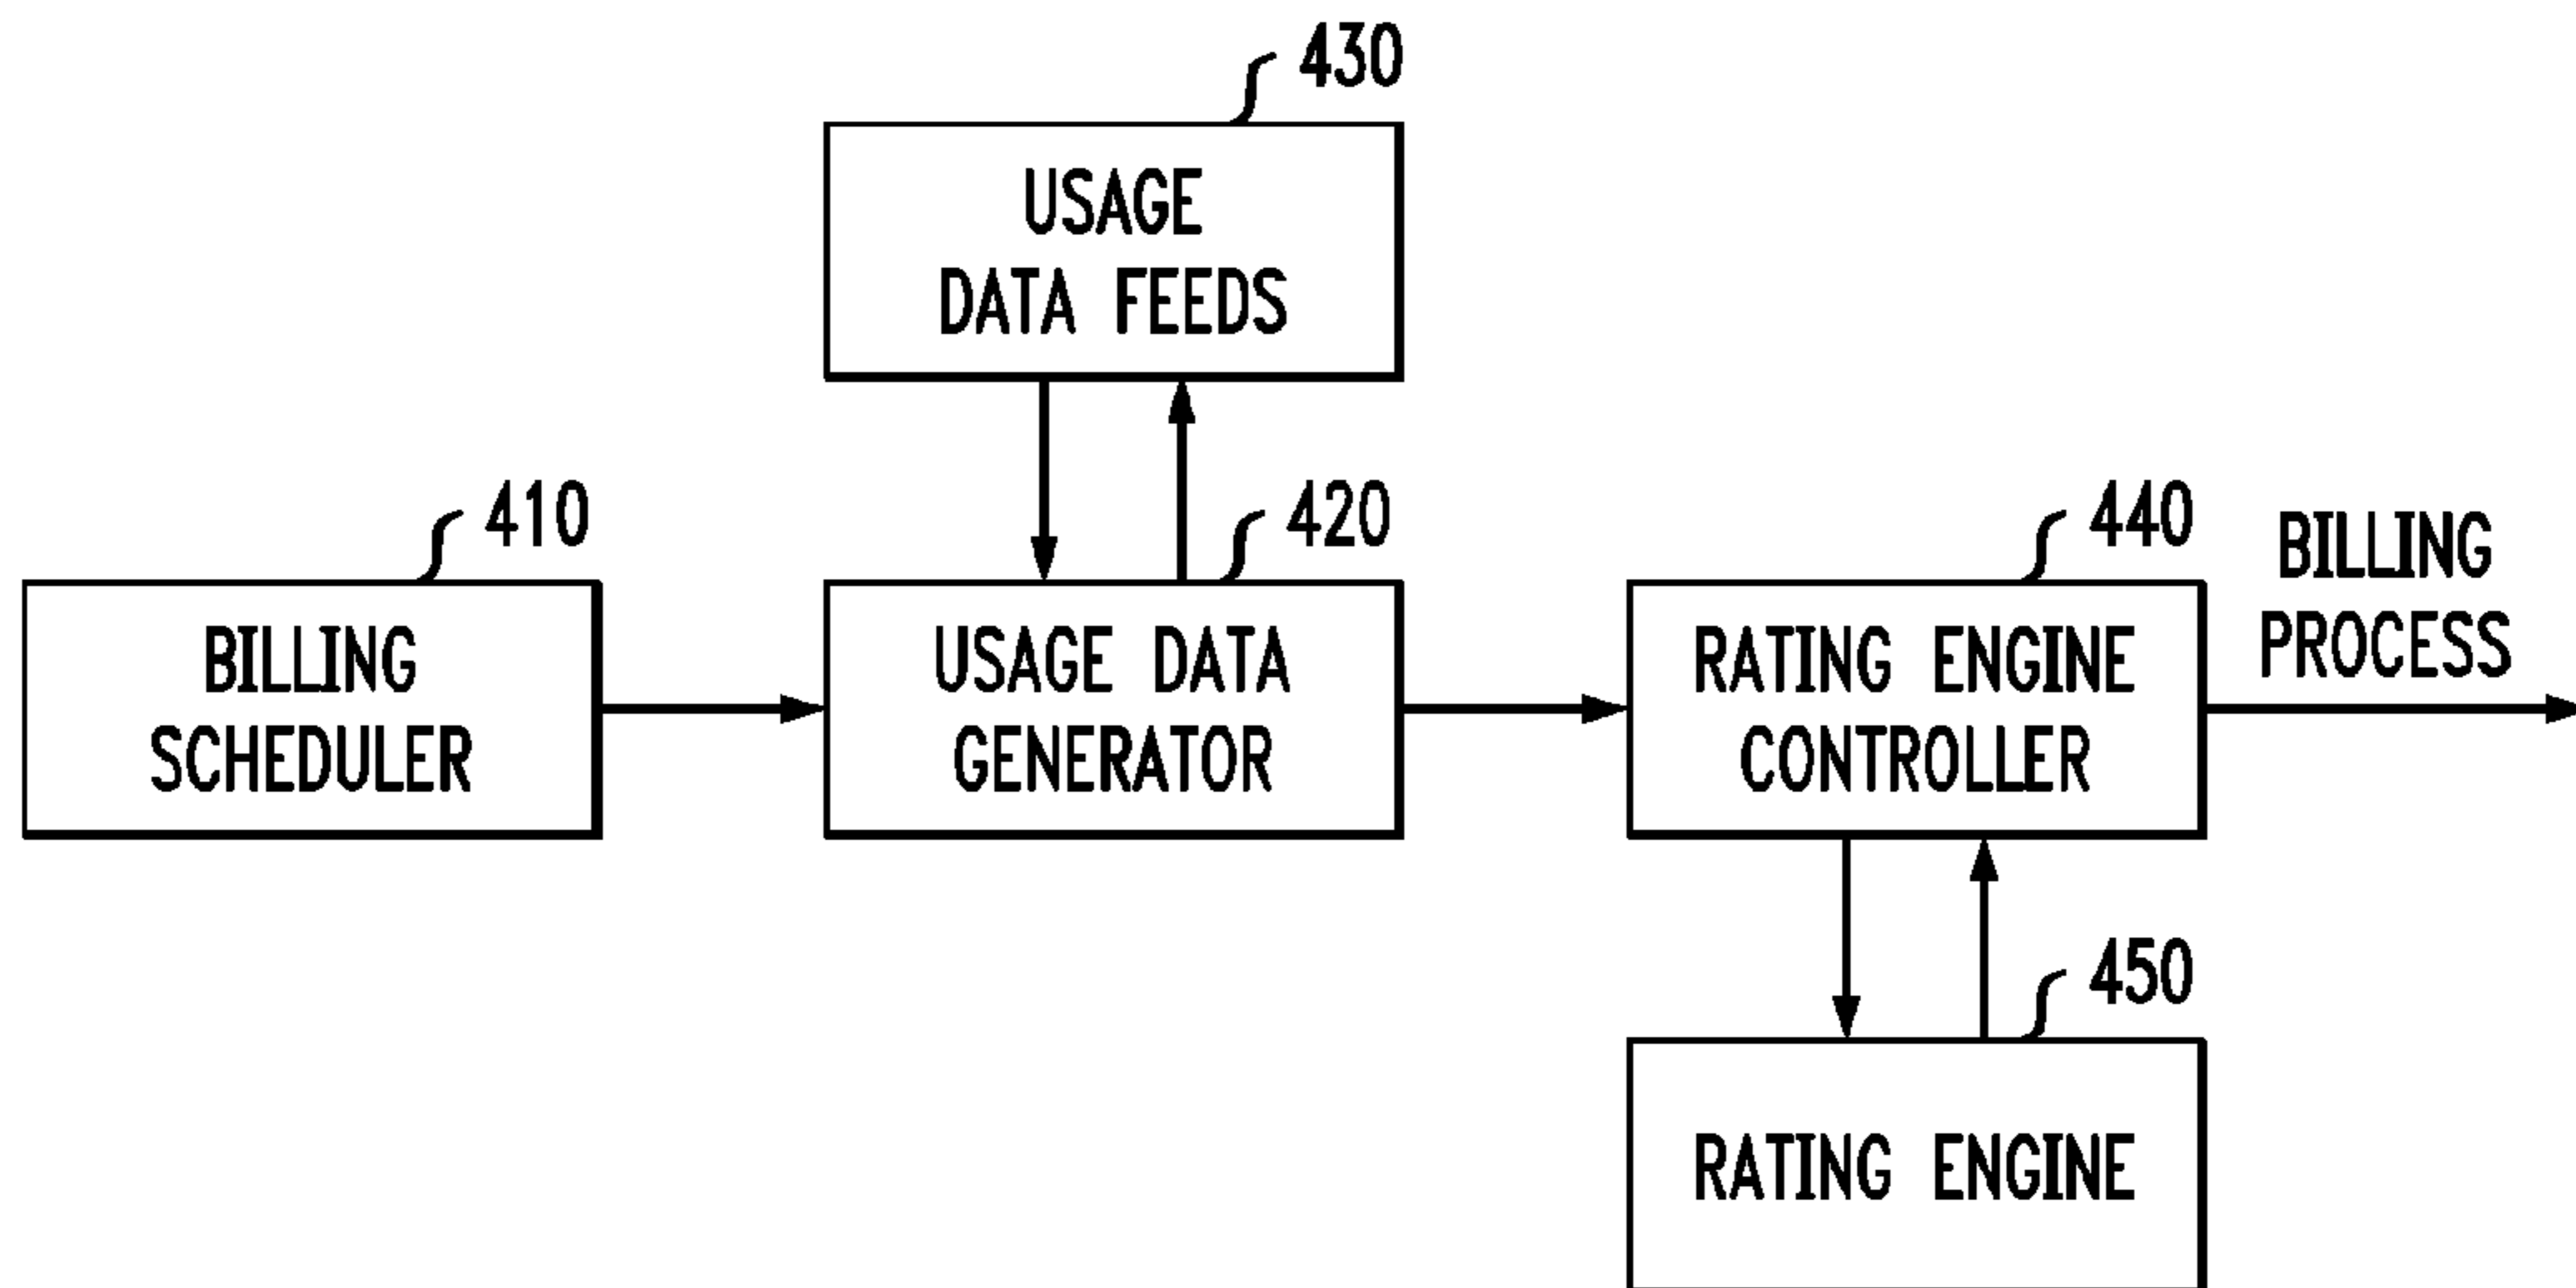 430
USAGE
DATA FEEDS
410
420
440
BILLING
PROCESS
BILLING
SCHEDULER
USAGE DATA
GENERATOR
RATING ENGINE
CONTROLLER
450
RATING ENGINE